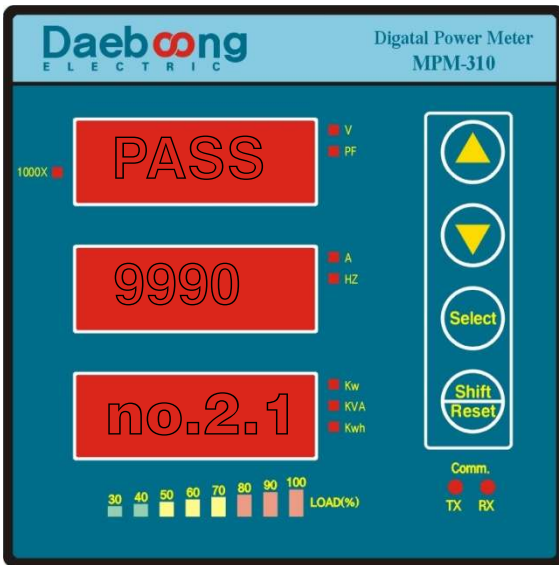 Daeboong
ELECTRIC
Digatal Power Meter
MPM-310
1000X
PASS
V
PF
9990
A
HZ
no.2.1
Kw
KVA
Kwh
30 40 50 60 70 80 90 100
LOAD(%)
Select
Shift
Reset
Comm.
TX RX